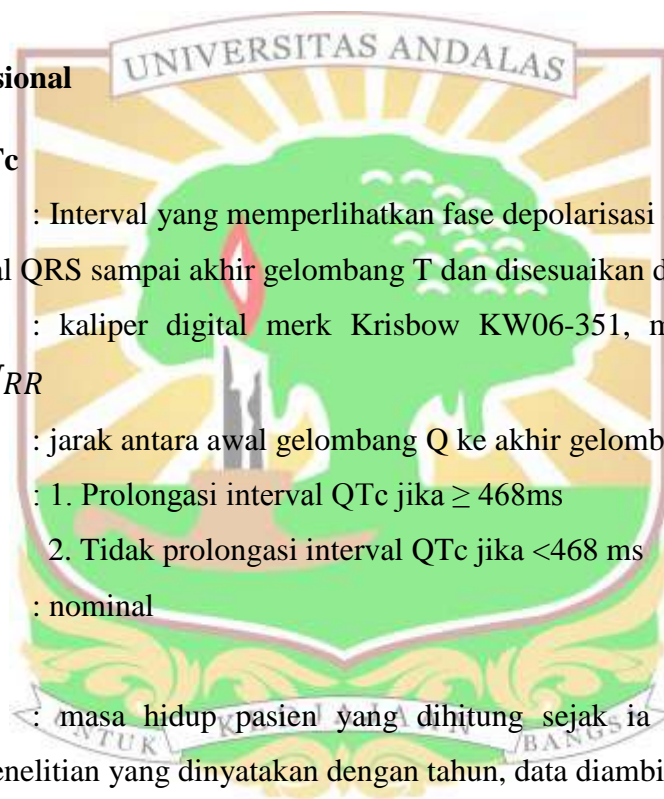 UNIVERSITAS ANDALAS
sional
Tc
: Interval yang memperlihatkan fase depolarisasi
al QRS sampai akhir gelombang T dan disesuaikan d
: kaliper digital merk Krisbow KW06-351, m
RR
: jarak antara awal gelombang Q ke akhir gelomb
: 1. Prolongasi interval QTc jika ≥ 468ms
2. Tidak prolongasi interval QTc jika <468 ms
: nominal
: masa hidup pasien yang dihitung sejak ia
UNTUK KEDJAJAAN BANGSA
enelitian yang dinyatakan dengan tahun, data diambi